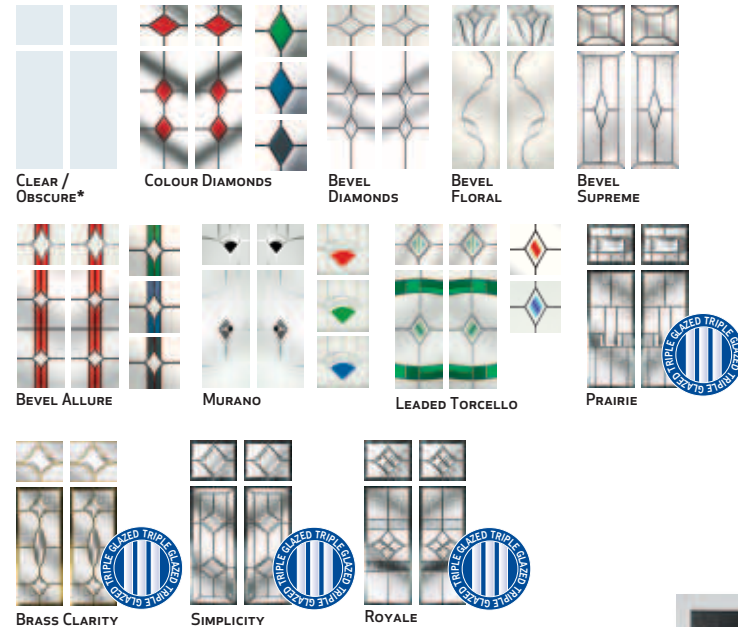 CLEAR /
OBSCURE*
COLOUR DIAMONDS
BEVEL
DIAMONDS
BEVEL
FLORAL
BEVEL
SUPREME
BEVEL ALLURE
MURANO
LEADED TORCELLO
PRAIRIE
TRIPLE GLAZED TRIPLE GLAZED
BRASS CLARITY
TRIPLE GLAZED TRIPLE GLAZED
SIMPLICITY
TRIPLE GLAZED TRIPLE GLAZED
ROYALE
TRIPLE GLAZED TRIPLE GLAZED